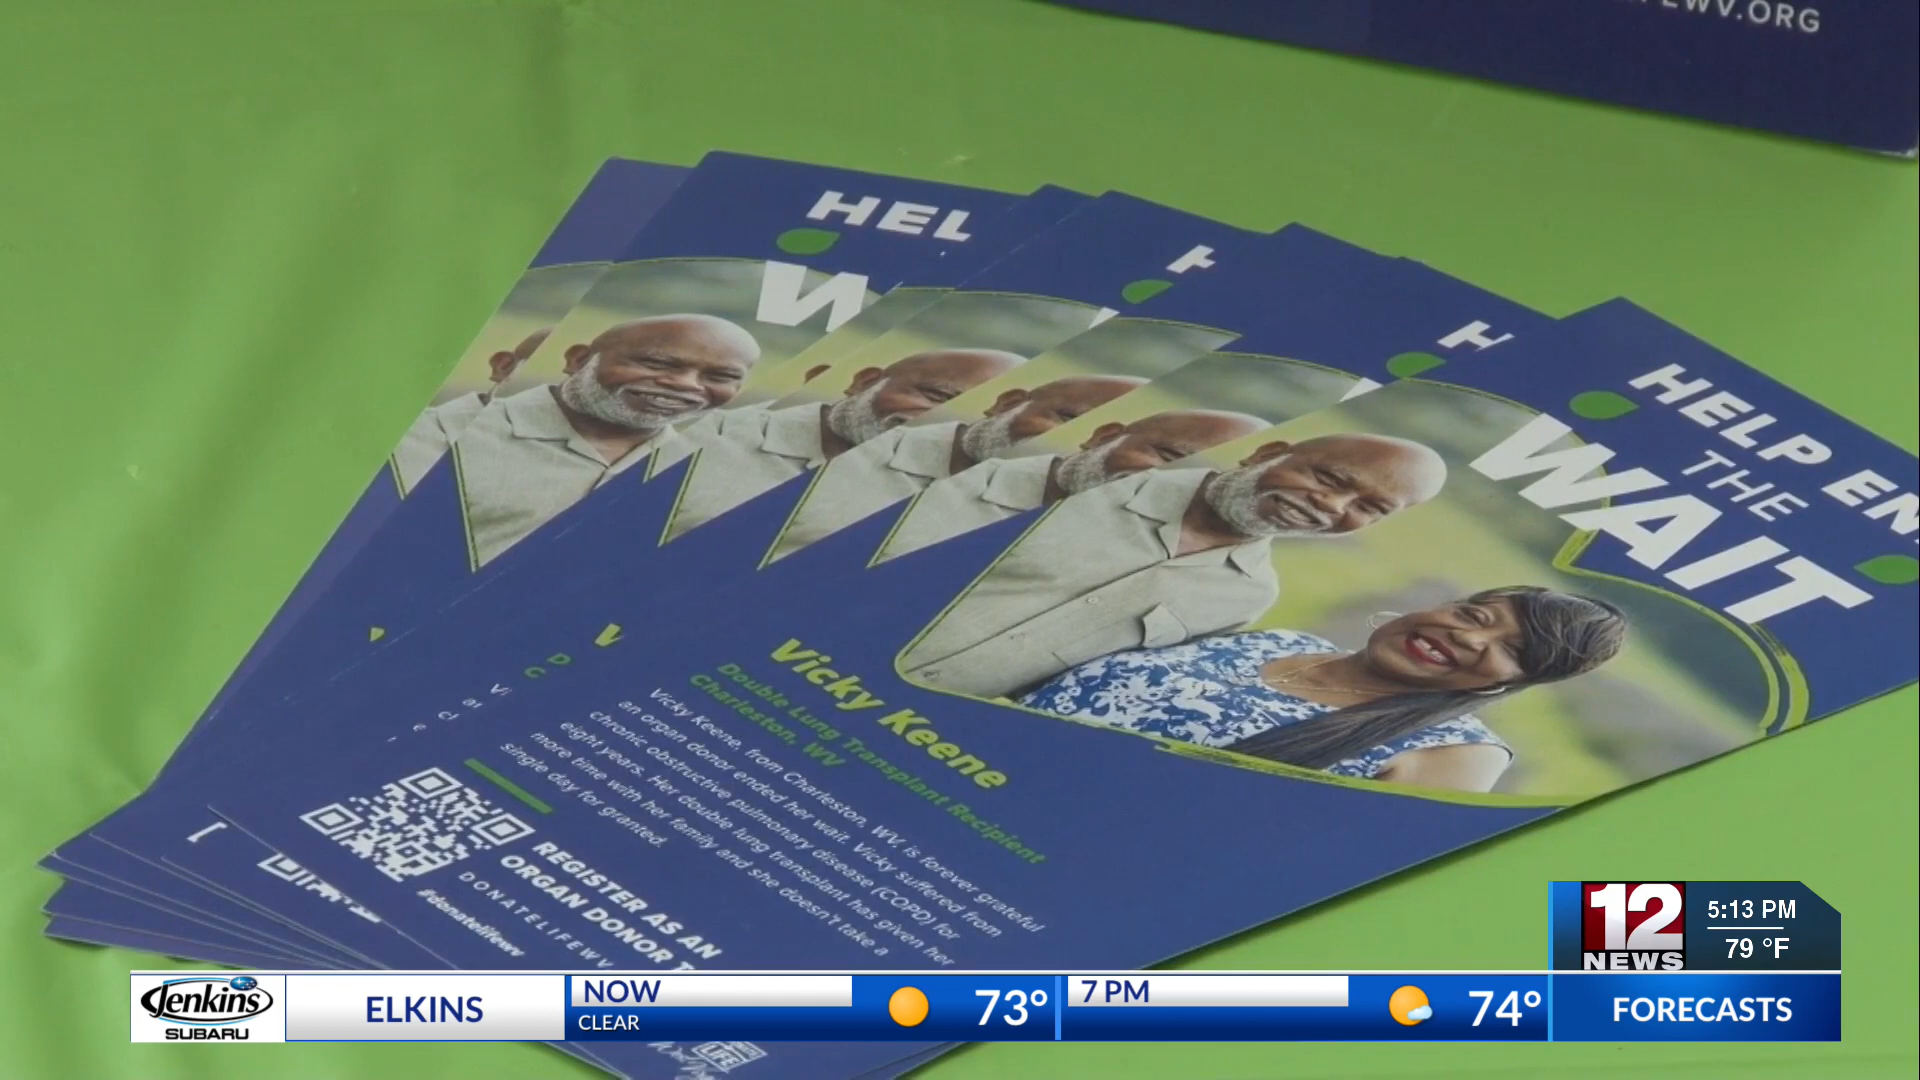 WV.ORG
HEL
W
H
H
HELP EN
THE
WAIT
Vicky Keene
Double Lung Transplant Recipient
Charleston, WV
Vicky Keene, from Charleston, WV, is forever grateful
an organ donor ended her wait. Vicky suffered from
chronic obstructive pulmonary disease (COPD) for
eight years. Her double lung transplant has given her
more time with her family and she doesn't take a
single day for granted.
REGISTER AS AN
ORGAN DONOR T
DONATELIFEWV
#donatelifewv
LIFE
12
NEWS
5:13 PM
79 °F
Jenkins
SUBARU
ELKINS
NOW
CLEAR
73°
7 PM
74°
FORECASTS